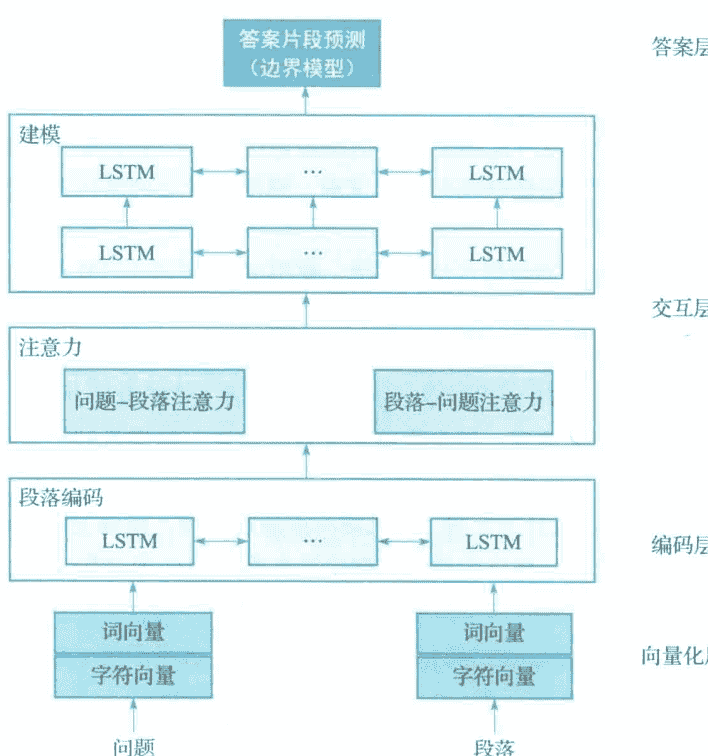 答案片段预测
（边界模型）
答案层
建模
LSTM
…
LSTM
LSTM
…
LSTM
交互层
注意力
问题–段落注意力
段落–问题注意力
段落编码
LSTM
…
LSTM
编码层
词向量
词向量
向量化层
字符向量
字符向量
问题
段落